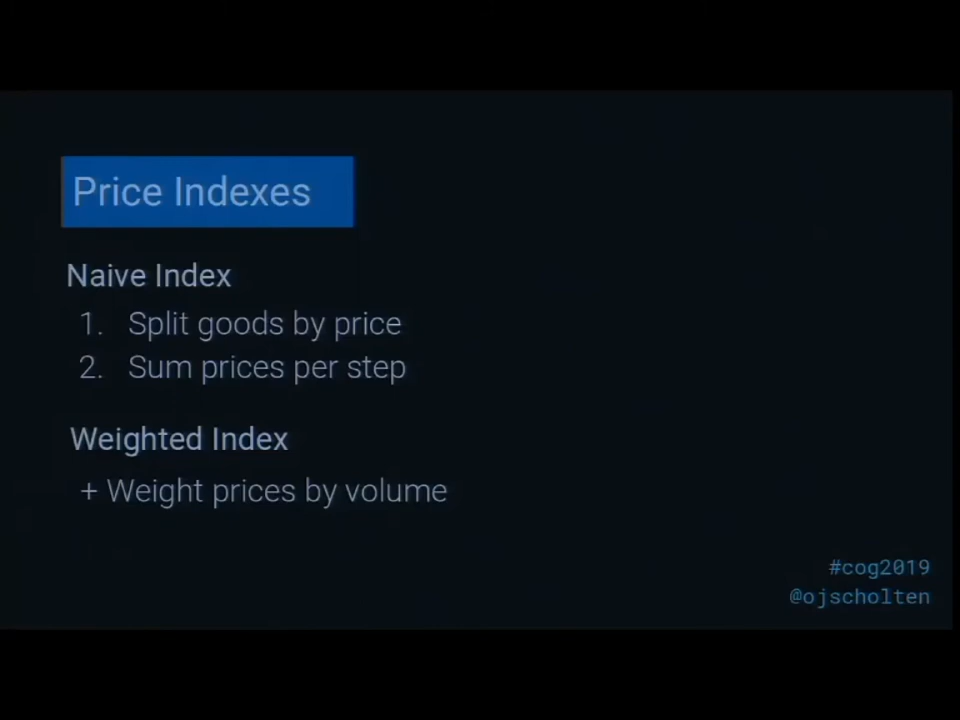 Price Indexes
Naive Index
1. Split goods by price
2. Sum prices per step
Weighted Index
+ Weight prices by volume
#cog2019
@ojscholten